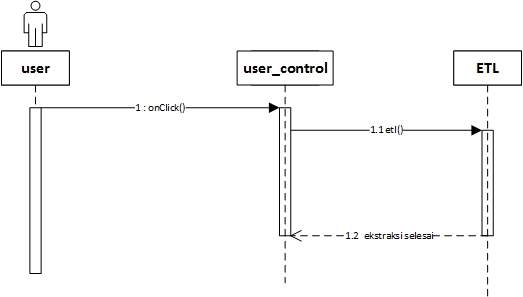 user
user_control
ETL
1 : onClick()
1.1 etl()
1.2 ekstraksi selesai